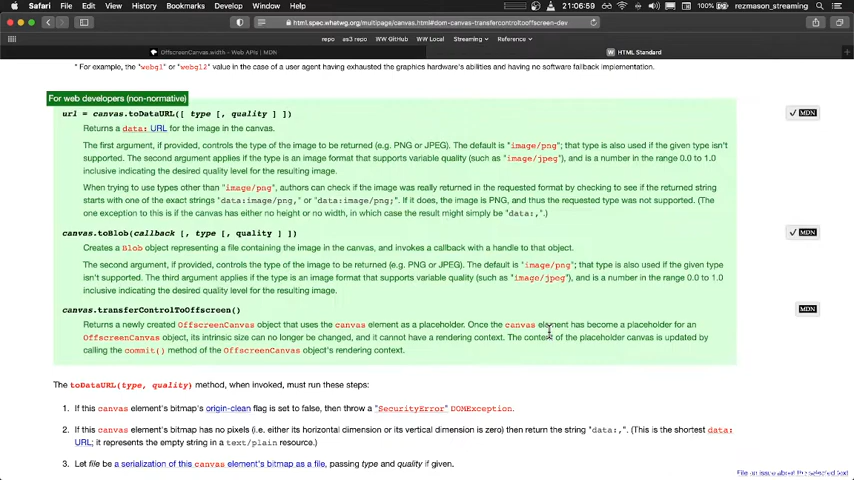 Safari File Edit View History Bookmarks Develop Window Help 100% 21:06:59 rezmason_streaming
https://html.spec.whatwg.org/multipage/canvas.html#dom-canvas-transfercontroltooffscreen-dev
repo as3 repo WW GitHub WW Local Streaming Reference
OffscreenCanvas.width - Web APIs | MDN HTML Standard
* For example, the "webgl" or "webgl2" value in the case of a user agent having exhausted the graphics hardware's abilities and having no software fallback implementation.
For web developers (non-normative)
url = canvas.toDataURL([ type [, quality ] ])
✓ MDN
Returns a data: URL for the image in the canvas.
The first argument, if provided, controls the type of the image to be returned (e.g. PNG or JPEG). The default is "image/png"; that type is also used if the given type isn't
supported. The second argument applies if the type is an image format that supports variable quality (such as "image/jpeg"), and is a number in the range 0.0 to 1.0
inclusive indicating the desired quality level for the resulting image.
When trying to use types other than "image/png", authors can check if the image was really returned in the requested format by checking to see if the returned string
starts with one of the exact strings "data:image/png," or "data:image/png;". If it does, the image is PNG, and thus the requested type was not supported. (The
one exception to this is if the canvas has either no height or no width, in which case the result might simply be "data:,".)
canvas.toBlob(callback [, type [, quality ] ])
✓ MDN
Creates a Blob object representing a file containing the image in the canvas, and invokes a callback with a handle to that object.
The second argument, if provided, controls the type of the image to be returned (e.g. PNG or JPEG). The default is "image/png"; that type is also used if the given type
isn't supported. The third argument applies if the type is an image format that supports variable quality (such as "image/jpeg"), and is a number in the range 0.0 to 1.0
inclusive indicating the desired quality level for the resulting image.
canvas.transferControlToOffscreen()
MDN
Returns a newly created OffscreenCanvas object that uses the canvas element as a placeholder. Once the canvas element has become a placeholder for an
OffscreenCanvas object, its intrinsic size can no longer be changed, and it cannot have a rendering context. The content of the placeholder canvas is updated by
calling the commit() method of the OffscreenCanvas object's rendering context.
The toDataURL(type, quality) method, when invoked, must run these steps:
1. If this canvas element's bitmap's origin-clean flag is set to false, then throw a "SecurityError" DOMException.
2. If this canvas element's bitmap has no pixels (i.e. either its horizontal dimension or its vertical dimension is zero) then return the string "data:,". (This is the shortest data:
URL; it represents the empty string in a text/plain resource.)
3. Let file be a serialization of this canvas element's bitmap as a file, passing type and quality if given.
File an issue about the selected text